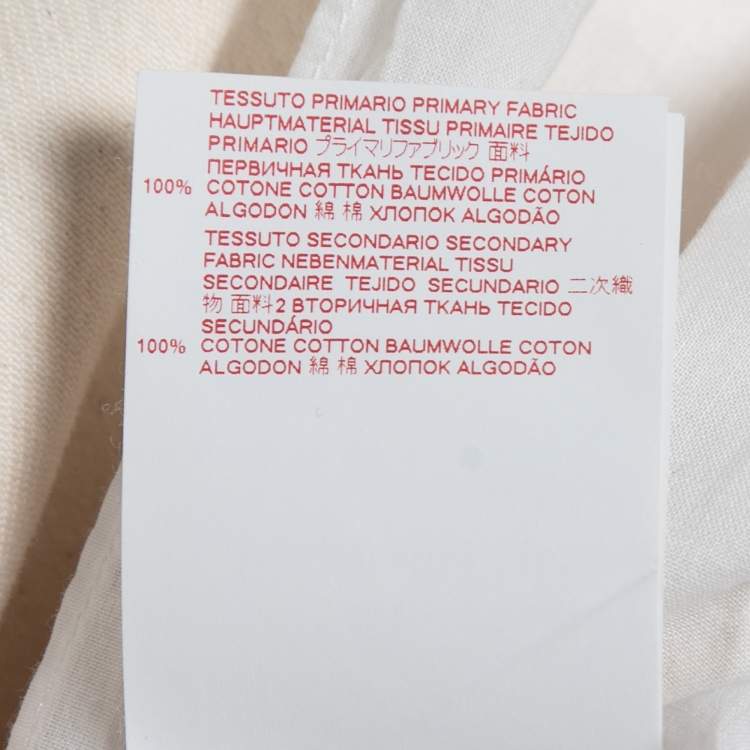 TESSUTO PRIMARIO PRIMARY FABRIC
HAUPTMATERIAL TISSU PRIMAIRE TEJIDO
PRIMARIO プライマリファブリック 面料
ПЕРВИЧНАЯ ТКАНЬ TECIDO PRIMÁRIO
100% COTONE COTTON BAUMWOLLE COTON
ALGODON 綿 棉 ХЛОПОК ALGODÃO
TESSUTO SECONDARIO SECONDARY
FABRIC NEBENMATERIAL TISSU
SECONDAIRE TEJIDO SECUNDARIO 二次織
物 面料2 ВТОРИЧНАЯ ТКАНЬ TECIDO
SECUNDÁRIO
100% COTONE COTTON BAUMWOLLE COTON
ALGODON 綿 棉 ХЛОПОК ALGODÃO